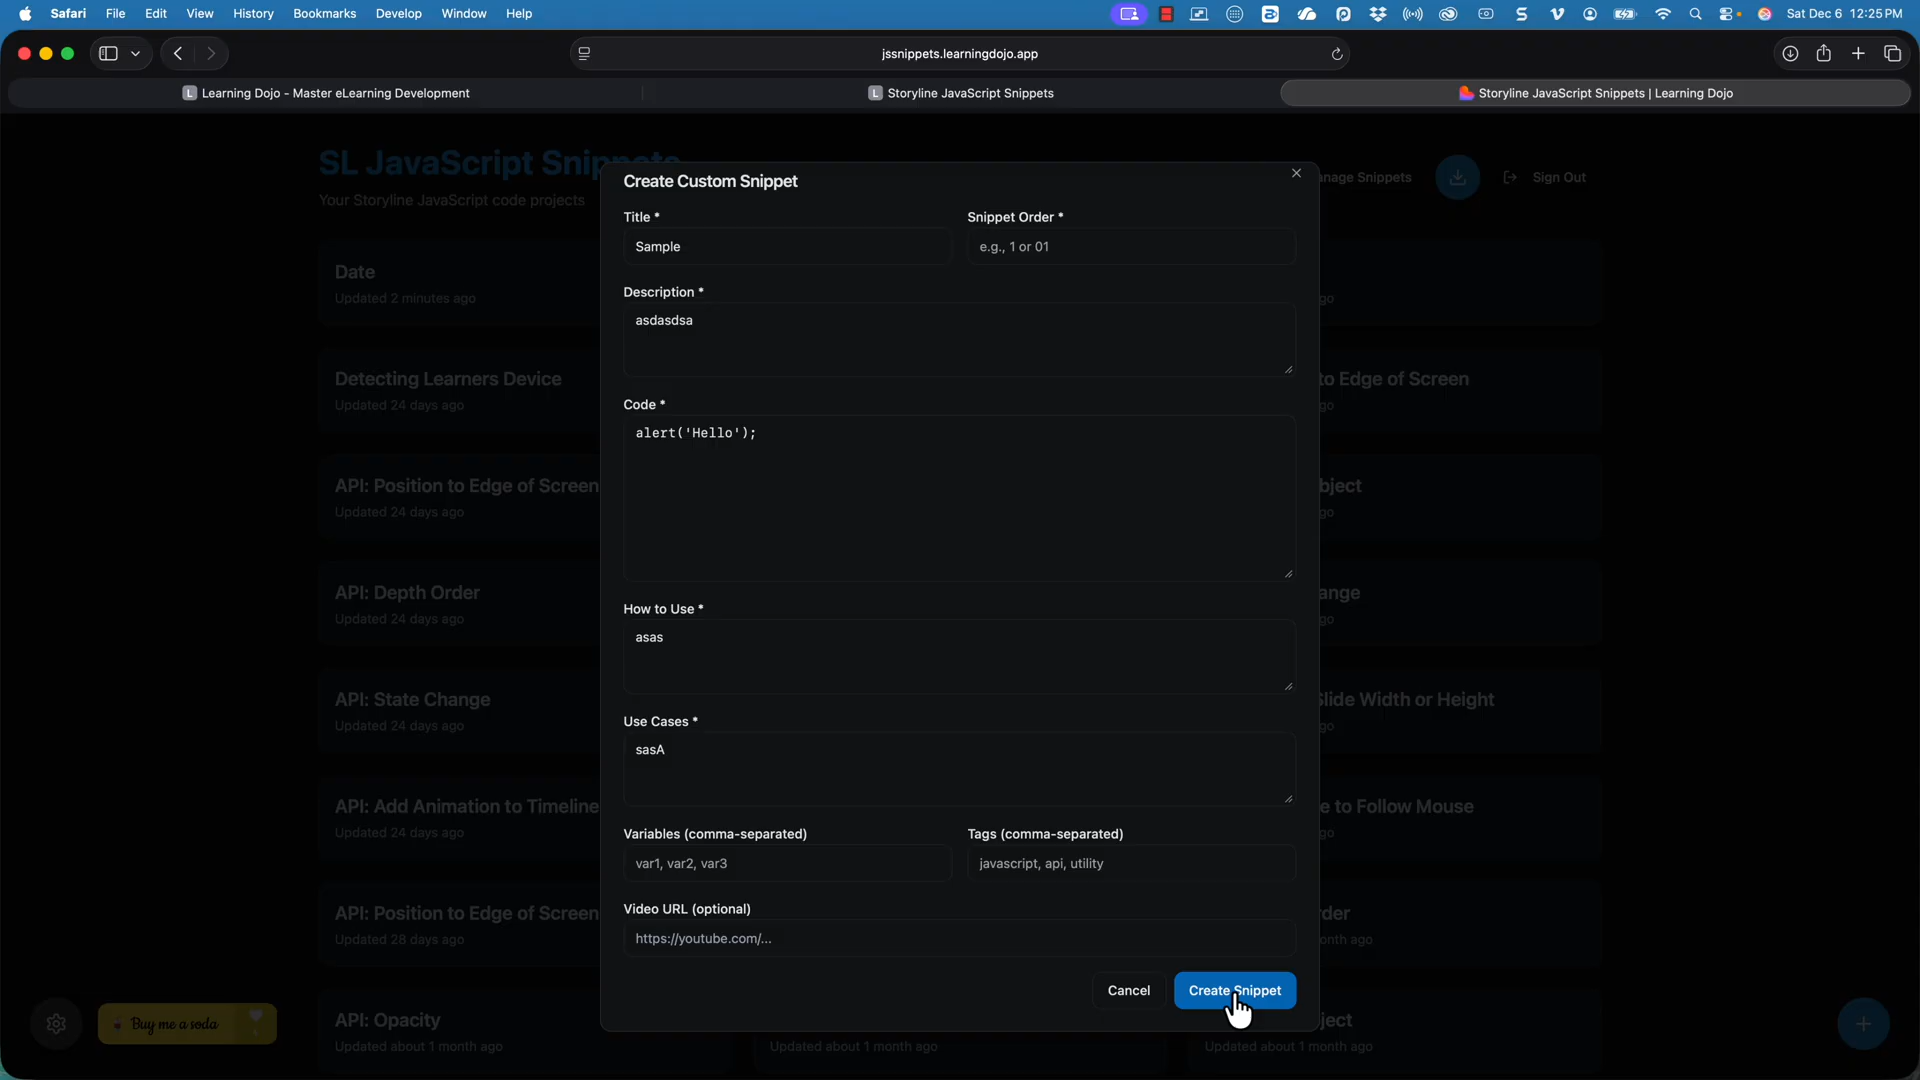 Safari File Edit View History Bookmarks Develop Window Help
Sat Dec 6 12:25 PM
jssnippets.learningdojo.app
Learning Dojo - Master eLearning Development
Storyline JavaScript Snippets
Storyline JavaScript Snippets | Learning Dojo
SL JavaScript Snippets
Your Storyline JavaScript code projects
anage Snippets
Sign Out
Create Custom Snippet
Title *
Snippet Order *
Sample
e.g., 1 or 01
Description *
asdasdsa
Code *
alert('Hello');
How to Use *
asas
Use Cases *
sasA
Variables (comma-separated)
Tags (comma-separated)
var1, var2, var3
javascript, api, utility
Video URL (optional)
https://youtube.com/...
Cancel
Create Snippet
Date
Updated 2 minutes ago
go
Detecting Learners Device
Updated 24 days ago
to Edge of Screen
go
API: Position to Edge of Screen
Updated 24 days ago
bject
go
API: Depth Order
Updated 24 days ago
ange
go
API: State Change
Updated 24 days ago
Slide Width or Height
go
API: Add Animation to Timeline
Updated 24 days ago
e to Follow Mouse
go
API: Position to Edge of Screen
Updated 28 days ago
rder
onth ago
API: Opacity
Updated about 1 month ago
Updated about 1 month ago
ject
Updated about 1 month ago
Buy me a soda